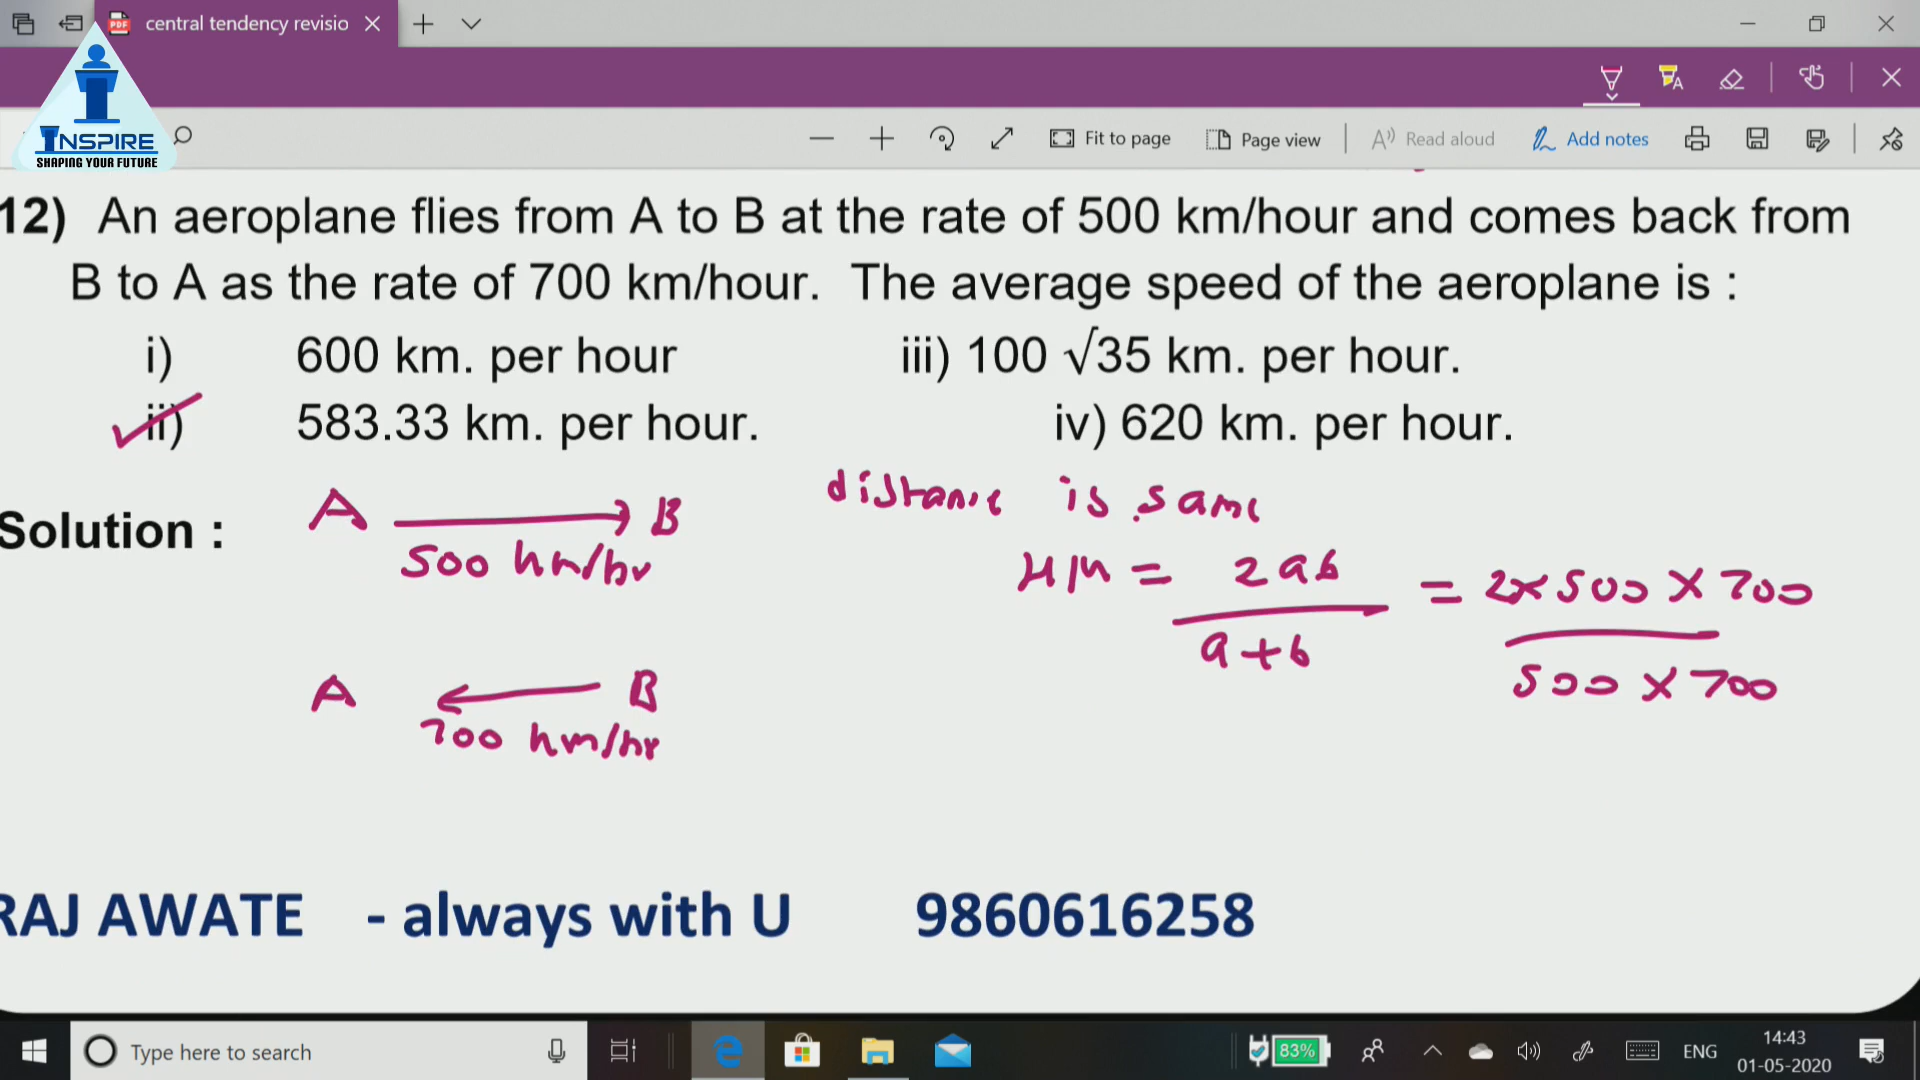 central tendency revisio
INSPIRE
SHAPING YOUR FUTURE
Fit to page
Page view
Read aloud
Add notes
12) An aeroplane flies from A to B at the rate of 500 km/hour and comes back from
B to A as the rate of 700 km/hour. The average speed of the aeroplane is :
i) 600 km. per hour iii) 100 √35 km. per hour.
ii) 583.33 km. per hour. iv) 620 km. per hour.
Solution : A → B distance is same
500 km/hr HM = 2ab / a+b = 2×500×700 / 500×700
A ← B
700 km/hr
RAJ AWATE - always with U 9860616258
Type here to search
83%
ENG
14:43
01-05-2020